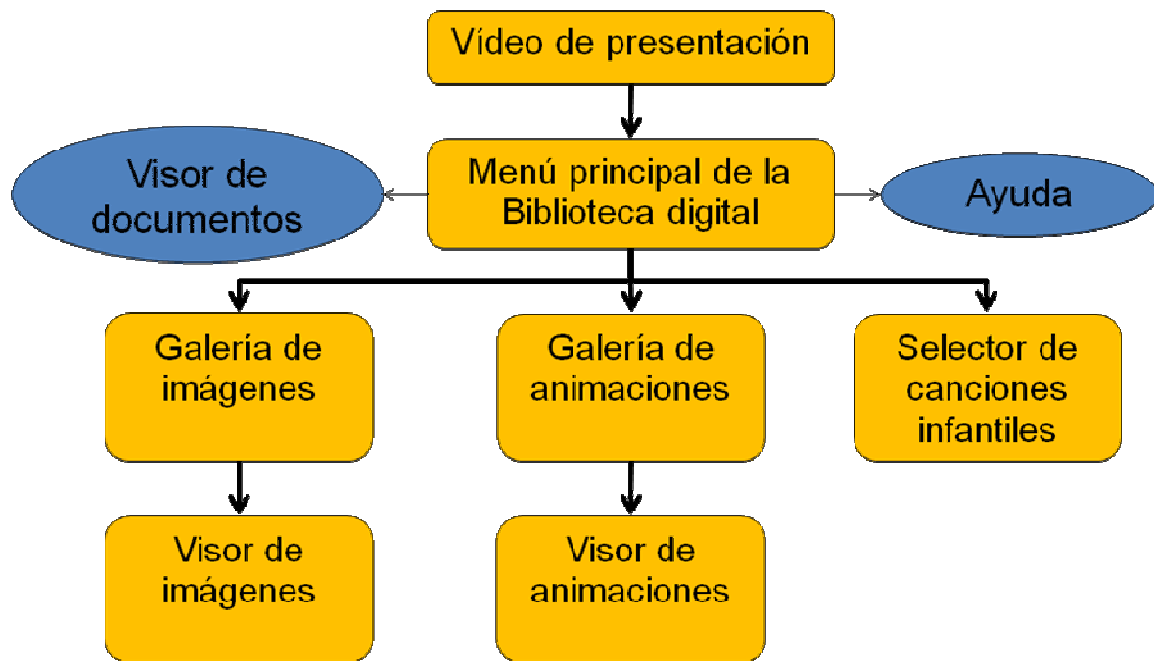 Vídeo de presentación
Visor de
documentos
Menú principal de la
Biblioteca digital
Ayuda
Galería de
imágenes
Galería de
animaciones
Selector de
canciones
infantiles
Visor de
imágenes
Visor de
animaciones